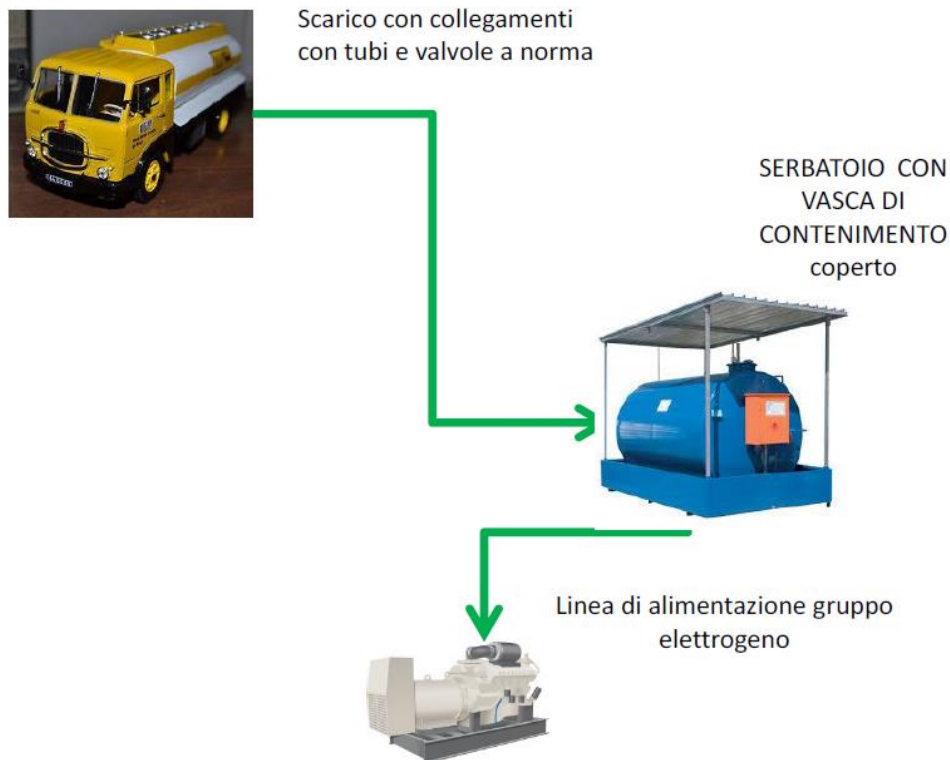 Scarico con collegamenti
con tubi e valvole a norma
SERBATOIO CON
VASCA DI
CONTENIMENTO
coperto
Linea di alimentazione gruppo
elettrogeno